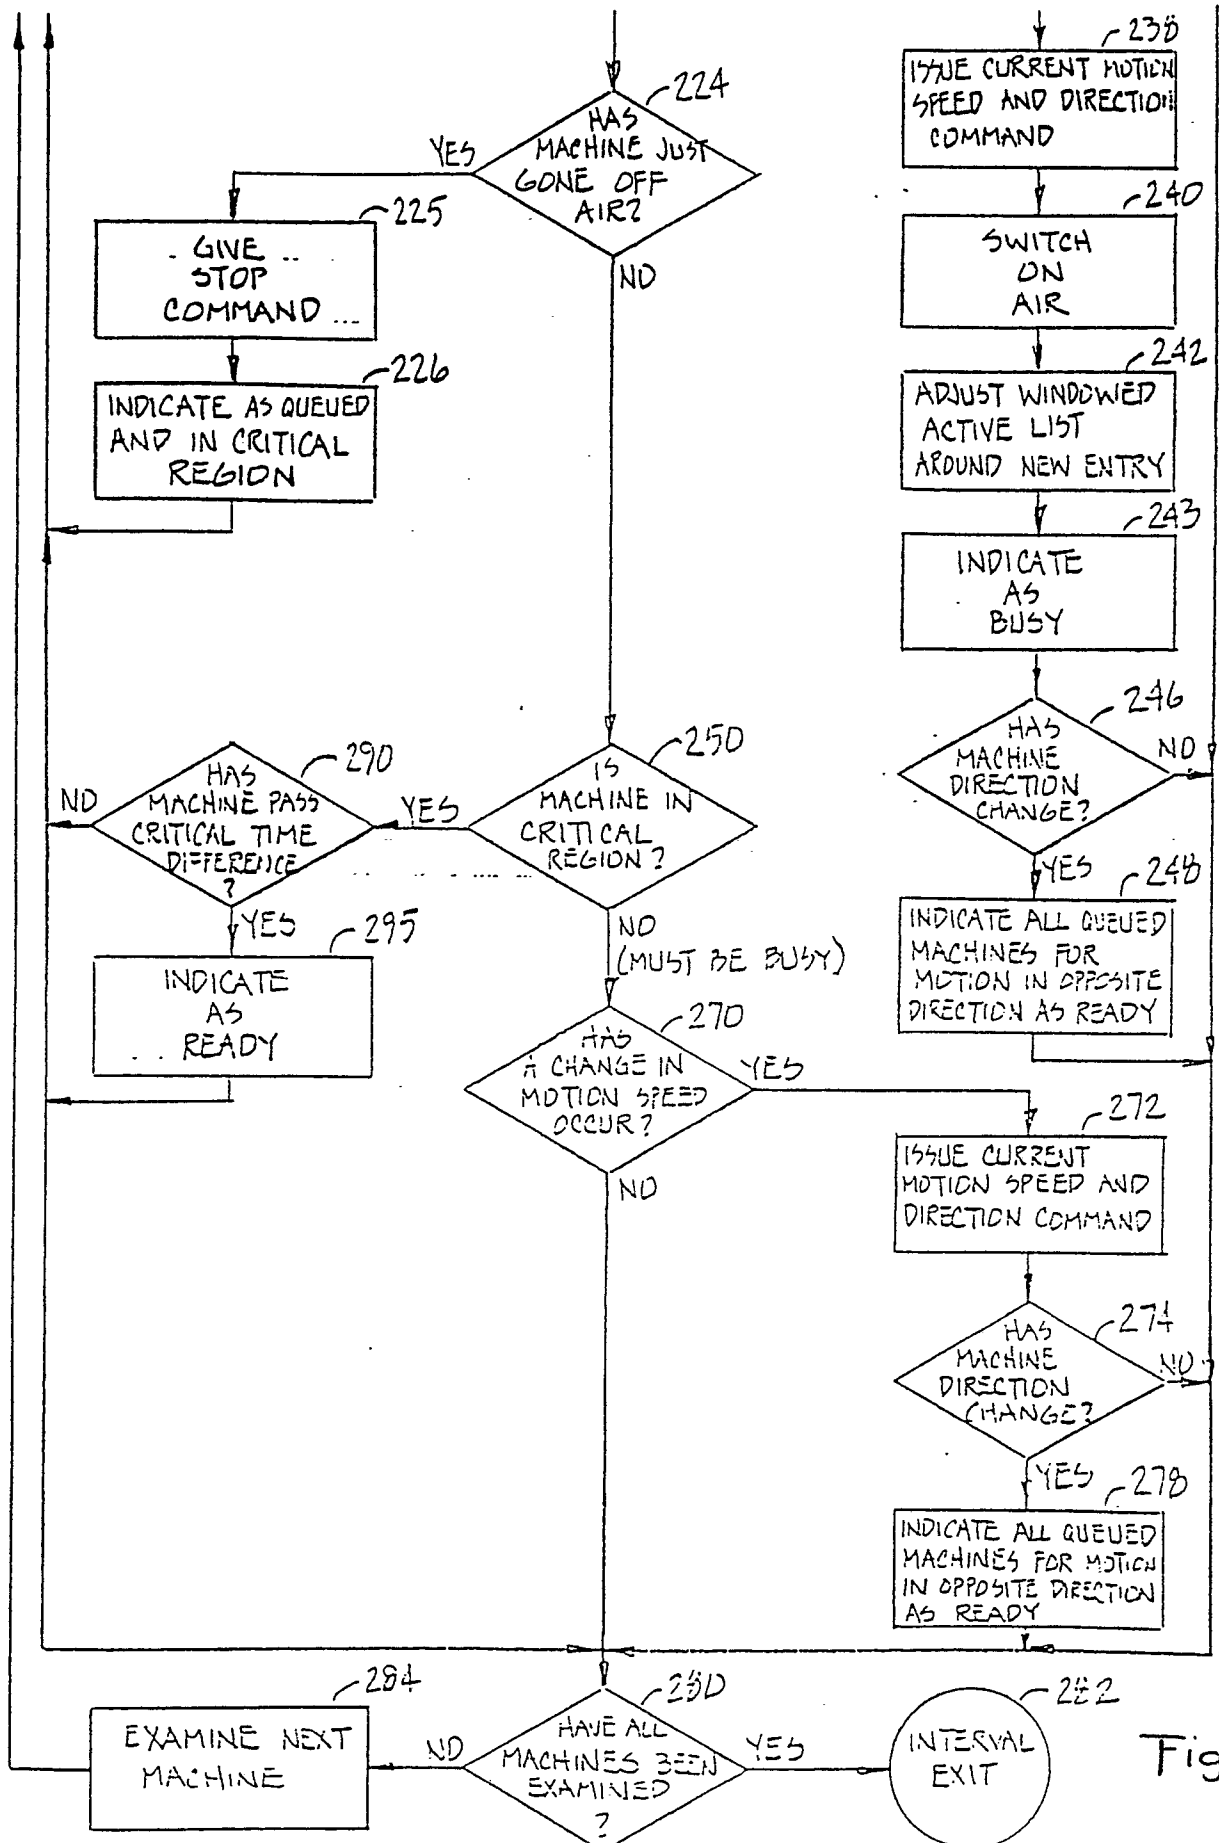 224
HAS
MACHINE JUST
GONE OFF
AIR?
YES
NO
225
GIVE
STOP
COMMAND
226
INDICATE AS QUEUED
AND IN CRITICAL
REGION
238
ISSUE CURRENT MOTION
SPEED AND DIRECTION
COMMAND
240
SWITCH
ON
AIR
242
ADJUST WINDOWED
ACTIVE LIST
AROUND NEW ENTRY
243
INDICATE
AS
BUSY
246
HAS
MACHINE
DIRECTION
CHANGE?
NO
YES
248
INDICATE ALL QUEUED
MACHINES FOR
MOTION IN OPPOSITE
DIRECTION AS READY
250
IS
MACHINE IN
CRITICAL
REGION?
YES
NO
(MUST BE BUSY)
290
HAS
MACHINE PASS
CRITICAL TIME
DIFFERENCE
?
NO
YES
295
INDICATE
AS
READY
270
HAS
A CHANGE IN
MOTION SPEED
OCCUR?
YES
NO
272
ISSUE CURRENT
MOTION SPEED AND
DIRECTION COMMAND
274
HAS
MACHINE
DIRECTION
CHANGE?
NO
YES
278
INDICATE ALL QUEUED
MACHINES FOR MOTION
IN OPPOSITE DIRECTION
AS READY
280
HAVE ALL
MACHINES BEEN
EXAMINED
?
NO
YES
284
EXAMINE NEXT
MACHINE
282
INTERVAL
EXIT
Fig